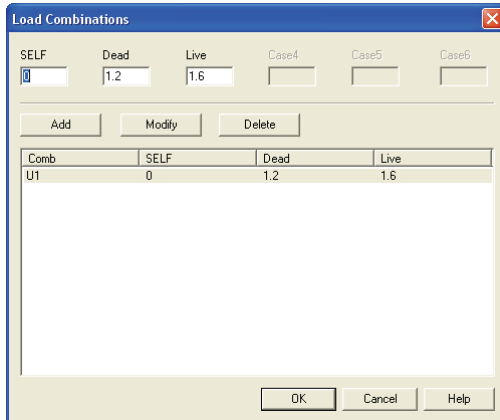 Load Combinations
SELF Dead Live Case4 Case5 Case6
0 1.2 1.6
Add Modify Delete
Comb SELF Dead Live
U1 0 1.2 1.6
OK Cancel Help